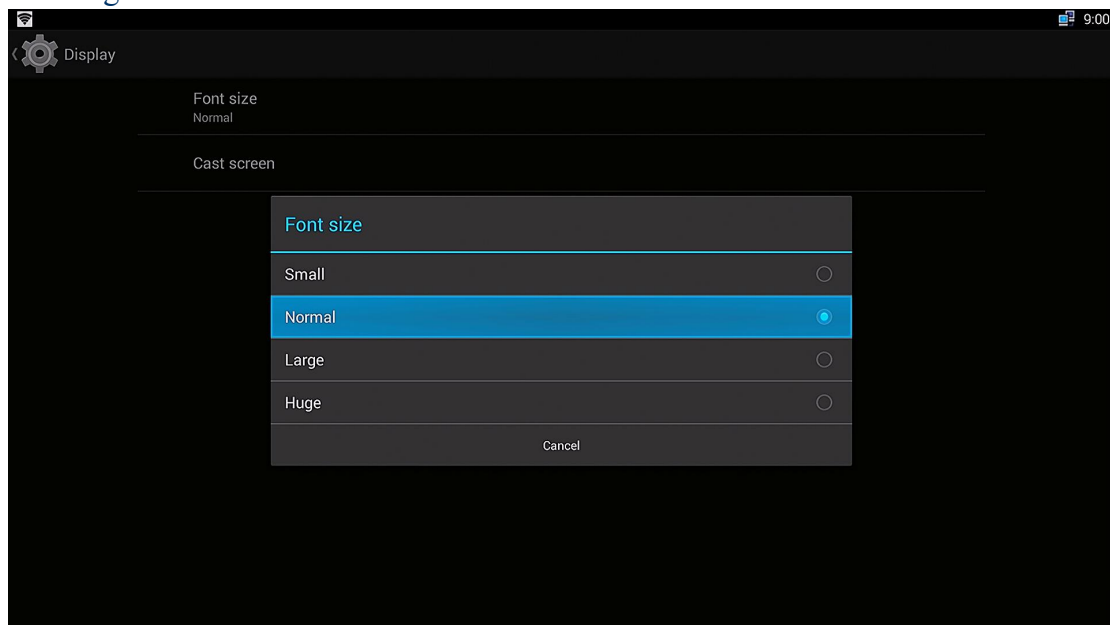 9:00
Display
Font size
Normal
Cast screen
Font size
Small
Normal
Large
Huge
Cancel